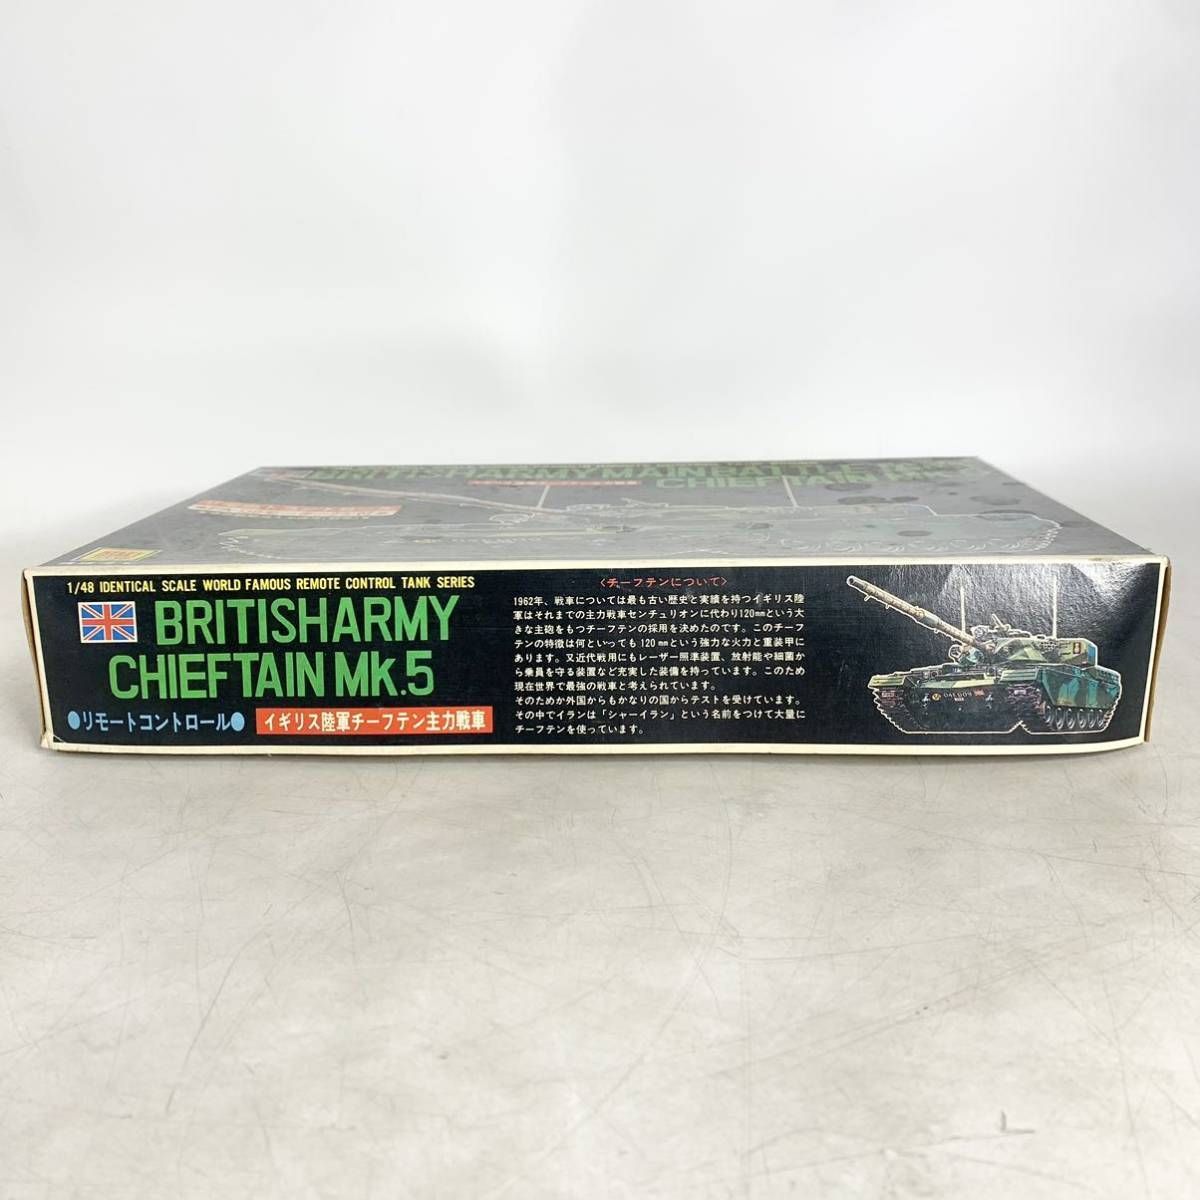 BRITISH ARMY MAIN BATTLE
CHIEFTAIN
1/48 IDENTICAL SCALE WORLD FAMOUS REMOTE CONTROL TANK SERIES
BRITISH ARMY
CHIEFTAIN Mk.5
●リモートコントロール●
イギリス陸軍チーフテン主力戦車
〈チーフテンについて〉
1962年、戦車については最も古い歴史と実績を持つイギリス陸
軍はそれまでの主力戦車センチュリオンに代わり120mmという大
きな主砲をもつチーフテンの採用を決めたのです。このチーフ
テンの特徴は何といっても120mmという強力な火力と重装甲に
あります。又近代戦用にもレーザー照準装置、放射能や細菌か
ら乗員を守る装置など充実した装備を持っています。このため
現在世界で最強の戦車と考えられています。
そのためか外国からもかなりの国からテストを受けています。
その中でイランは「シャーイラン」という名前をつけて大量に
チーフテンを使っています。